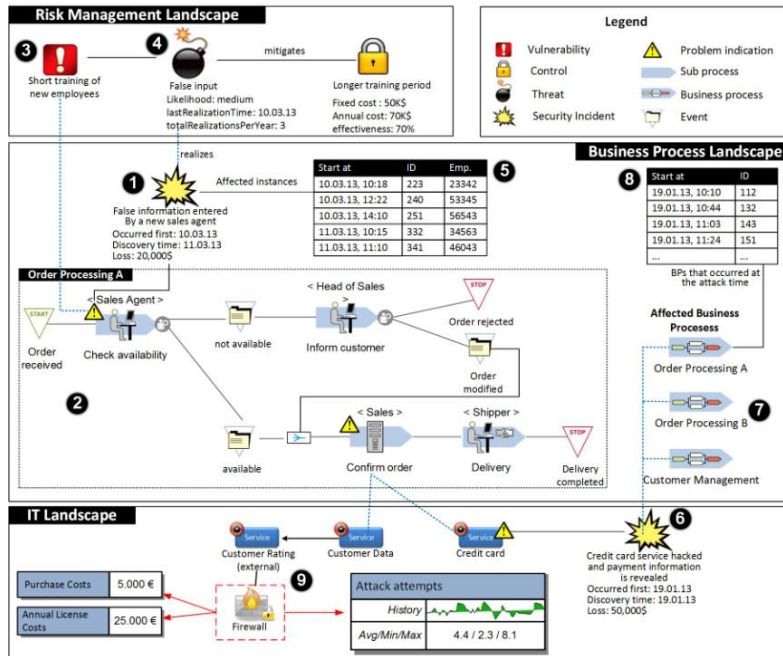 Risk Management Landscape
3
4
mitigates
Short training of
new employees
False input
Likelihood: medium
lastRealizationTime: 10.03.13
totalRealizationsPerYear: 3
Longer training period
Fixed cost : 50K$
Annual cost: 70K$
effectiveness: 70%
Legend
Vulnerability
Control
Threat
Security Incident
Problem indication
Sub process
Business process
Event
realizes
Business Process Landscape
1
Affected instances
False information entered
By a new sales agent
Occurred first: 10.03.13
Discovery time: 11.03.13
Loss: 20,000$
Start at ID Emp.
10.03.13, 10:18 223 23342
10.03.13, 12:22 240 53345
10.03.13, 14:10 251 56543
11.03.13, 10:15 332 34563
11.03.13, 11:10 341 46043
5
8
Start at ID
19.01.13, 10:10 112
19.01.13, 10:44 132
19.01.13, 11:03 143
19.01.13, 11:24 151
... ...
BPs that occurred at
the attack time
Order Processing A
START
Order
received
< Sales Agent >
Check availability
not available
< Head of Sales
>
Inform customer
STOP
Order rejected
Order
modified
2
available
< Sales >
Confirm order
< Shipper >
Delivery
STOP
Delivery
completed
Affected Business
Procesess
Order Processing A
Order Processing B
7
Customer Management
IT Landscape
Service
Customer Rating
(external)
Service
Customer Data
Service
Credit card
6
Credit card service hacked
and payment information
is revealed
Occurred first: 19.01.13
Discovery time: 19.01.13
Loss: 50,000$
9
Purchase Costs 5.000 €
Annual License
Costs
25.000 €
Firewall
Attack attempts
History
Avg/Min/Max 4.4 / 2.3 / 8.1